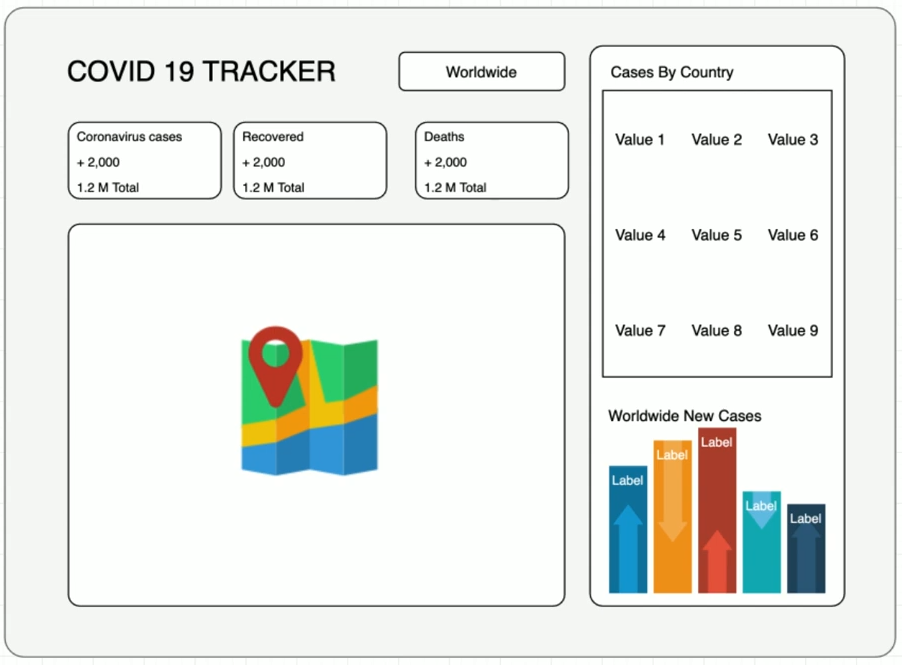 COVID 19 TRACKER
Worldwide
Coronavirus cases
+ 2,000
1.2 M Total
Recovered
+ 2,000
1.2 M Total
Deaths
+ 2,000
1.2 M Total
Cases By Country
Value 1 Value 2 Value 3
Value 4 Value 5 Value 6
Value 7 Value 8 Value 9
Worldwide New Cases
Label
Label
Label
Label
Label